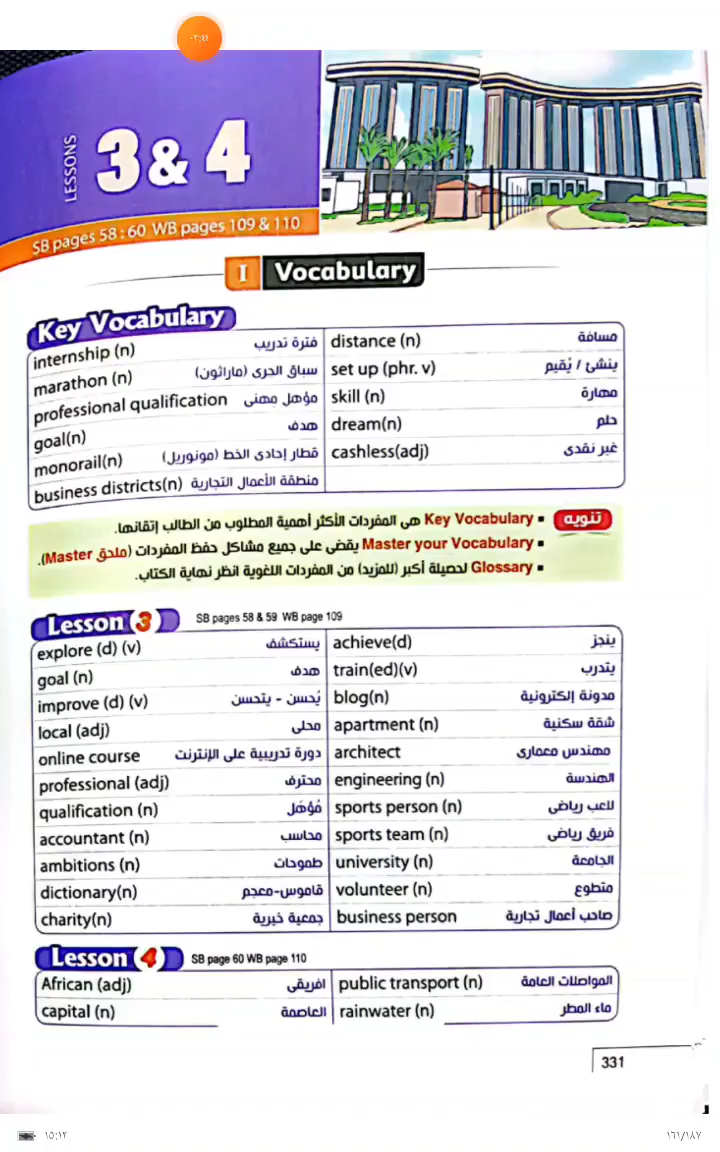 -٢:٤١
LESSONS
3 & 4
SB pages 58 : 60 WB pages 109 & 110
I Vocabulary
Key Vocabulary
internship (n) فترة تدريب
marathon (n) سباق الجرى (ماراثون)
professional qualification مؤهل مهنى
goal(n) هدف
monorail(n) قطار إحادى الخط (مونوريل)
business districts(n) منطقة الأعمال التجارية
distance (n) مسافة
set up (phr. v) ينشئ / يُقيم
skill (n) مهارة
dream(n) حلم
cashless(adj) غير نقدى
تنويه
▪ Key Vocabulary هى المفردات الأكثر أهمية المطلوب من الطالب إتقانها.
▪ Master your Vocabulary يقضى على جميع مشاكل حفظ المفردات (ملحق Master).
▪ Glossary لحصيلة أكبر (للمزيد) من المفردات اللغوية انظر نهاية الكتاب.
Lesson (3) SB pages 58 & 59 WB page 109
explore (d) (v) يستكشف
goal (n) هدف
improve (d) (v) يُحسن - يتحسن
local (adj) محلى
online course دورة تدريبية على الإنترنت
professional (adj) محترف
qualification (n) مُؤهَل
accountant (n) محاسب
ambitions (n) طموحات
dictionary(n) قاموس-معجم
charity(n) جمعية خيرية
achieve(d) ينجز
train(ed)(v) يتدرب
blog(n) مدونة إلكترونية
apartment (n) شقة سكنية
architect مهندس معمارى
engineering (n) الهندسة
sports person (n) لاعب رياضى
sports team (n) فريق رياضى
university (n) الجامعة
volunteer (n) متطوع
business person صاحب أعمال تجارية
Lesson (4) SB page 60 WB page 110
African (adj) افريقى
capital (n) العاصمة
public transport (n) المواصلات العامة
rainwater (n) ماء المطر
331
١٥:١٢
١٦١/١٨٧